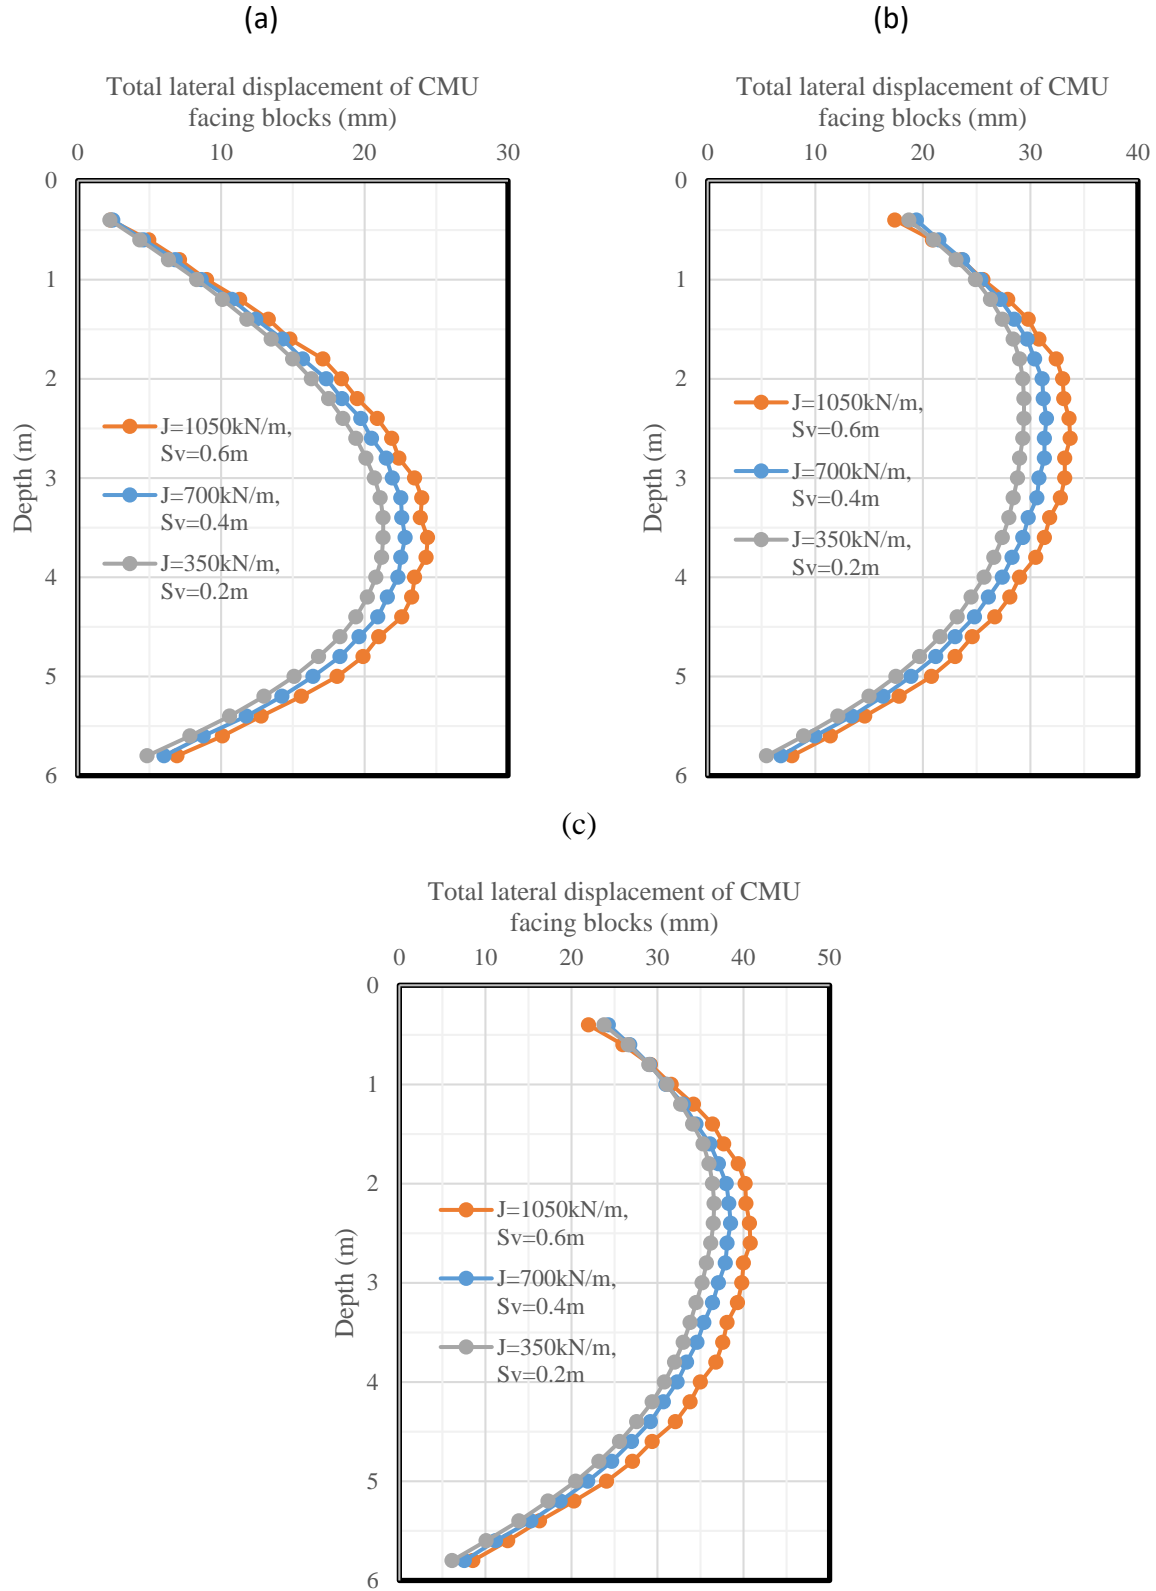 (a)
Total lateral displacement of CMU
facing blocks (mm)
0 10 20 30
0
1
2
3
4
5
6
Depth (m)
J=1050kN/m,
Sv=0.6m
J=700kN/m,
Sv=0.4m
J=350kN/m,
Sv=0.2m
(b)
Total lateral displacement of CMU
facing blocks (mm)
0 10 20 30 40
0
1
2
3
4
5
6
Depth (m)
J=1050kN/m,
Sv=0.6m
J=700kN/m,
Sv=0.4m
J=350kN/m,
Sv=0.2m
(c)
Total lateral displacement of CMU
facing blocks (mm)
0 10 20 30 40 50
0
1
2
3
4
5
6
Depth (m)
J=1050kN/m,
Sv=0.6m
J=700kN/m,
Sv=0.4m
J=350kN/m,
Sv=0.2m